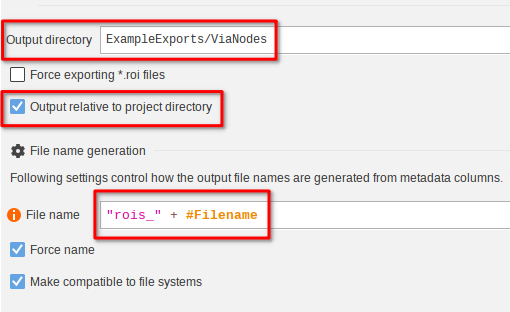 Output directory ExampleExports/ViaNodes
Force exporting *.roi files
Output relative to project directory
File name generation
Following settings control how the output file names are generated from metadata columns.
File name "rois_" + #Filename
Force name
Make compatible to file systems